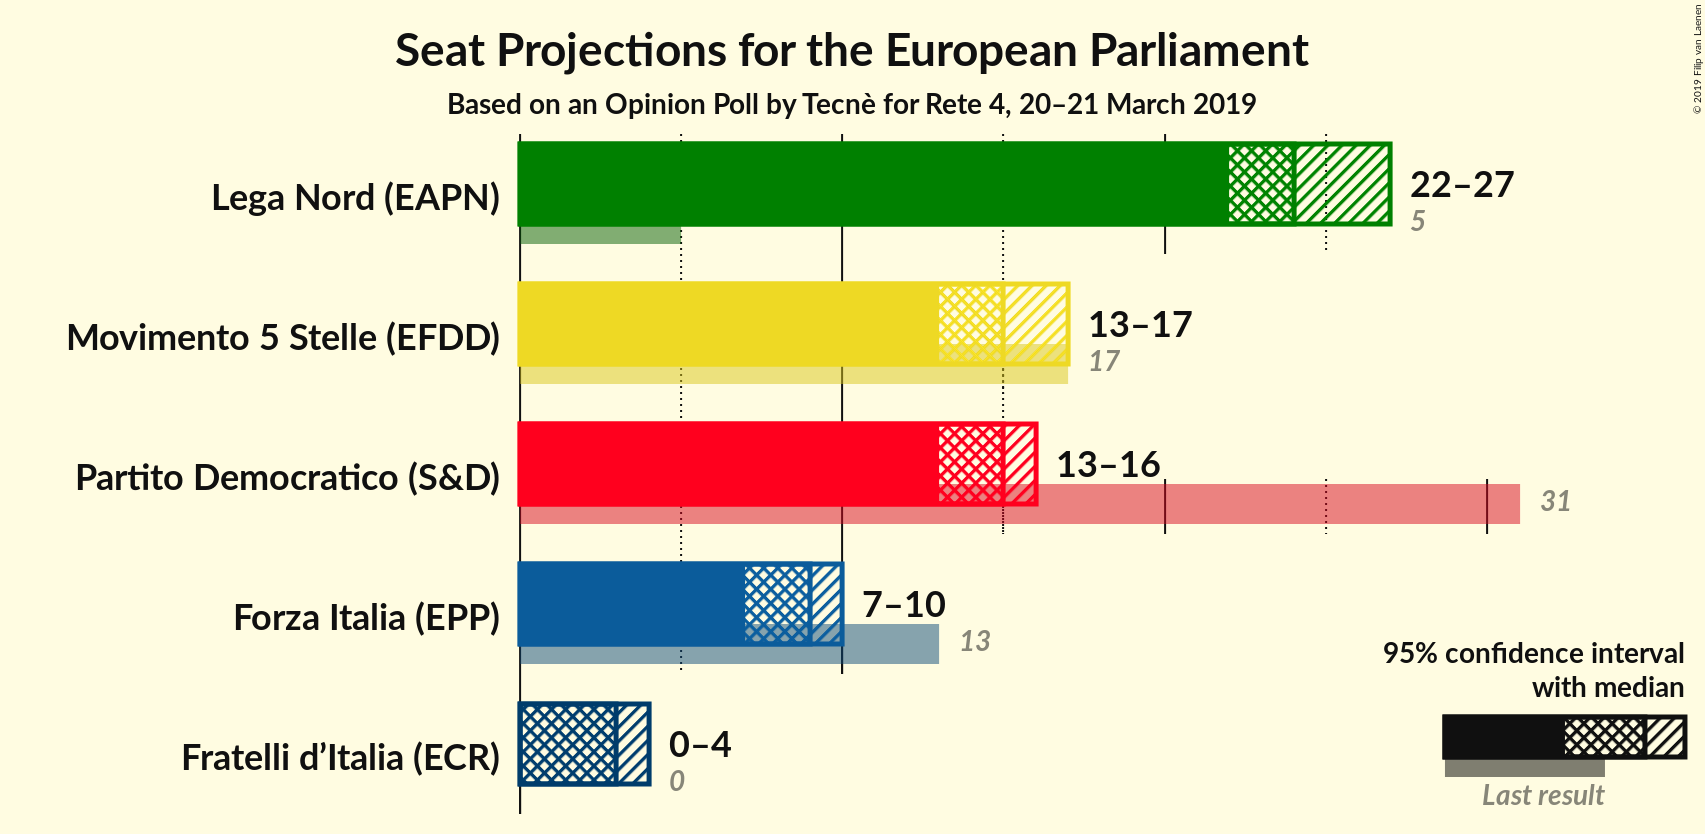 Seat Projections for the European Parliament
Based on an Opinion Poll by Tecnè for Rete 4, 20–21 March 2019
© 2019 Filip van Laenen
Lega Nord (EAPN)
22–27
5
Movimento 5 Stelle (EFDD)
13–17
17
Partito Democratico (S&D)
13–16
31
Forza Italia (EPP)
7–10
13
Fratelli d’Italia (ECR)
0–4
0
95% confidence interval
with median
Last result